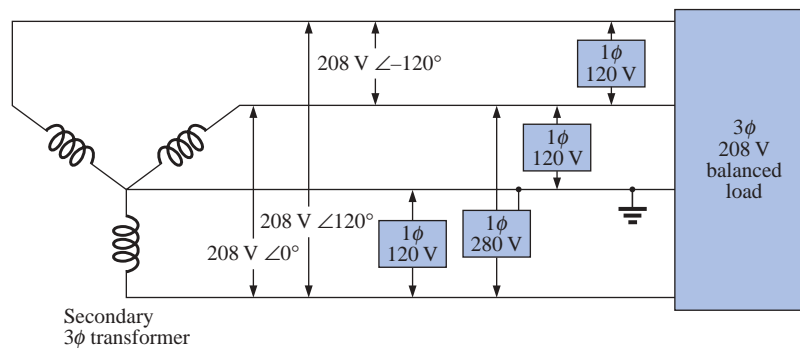 208 V ∠–120°
1ϕ
120 V
1ϕ
120 V
3ϕ
208 V
balanced
load
208 V ∠120°
208 V ∠0°
1ϕ
120 V
1ϕ
280 V
Secondary
3ϕ transformer